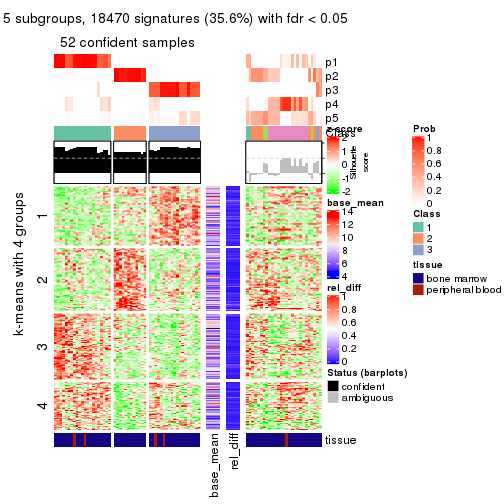 5 subgroups, 18470 signatures (35.6%) with fdr < 0.05
52 confident samples
p1
p2
p3
p4
p5
Class
k-means with 4 groups
1
2
3
4
Silhouette
score
z-score
2
1
0
-1
-2
base_mean
14
12
10
8
6
4
rel_diff
1
0.8
0.6
0.4
0.2
0
Status (barplots)
confident
ambiguous
Prob
1
0.8
0.6
0.4
0.2
0
Class
1
2
3
tissue
bone marrow
peripheral blood
tissue
base_mean
rel_diff